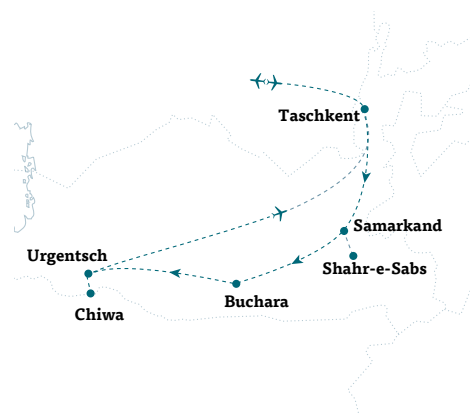 Taschkent
Samarkand
Urgentsch
Shahr-e-Sabs
Buchara
Chiwa